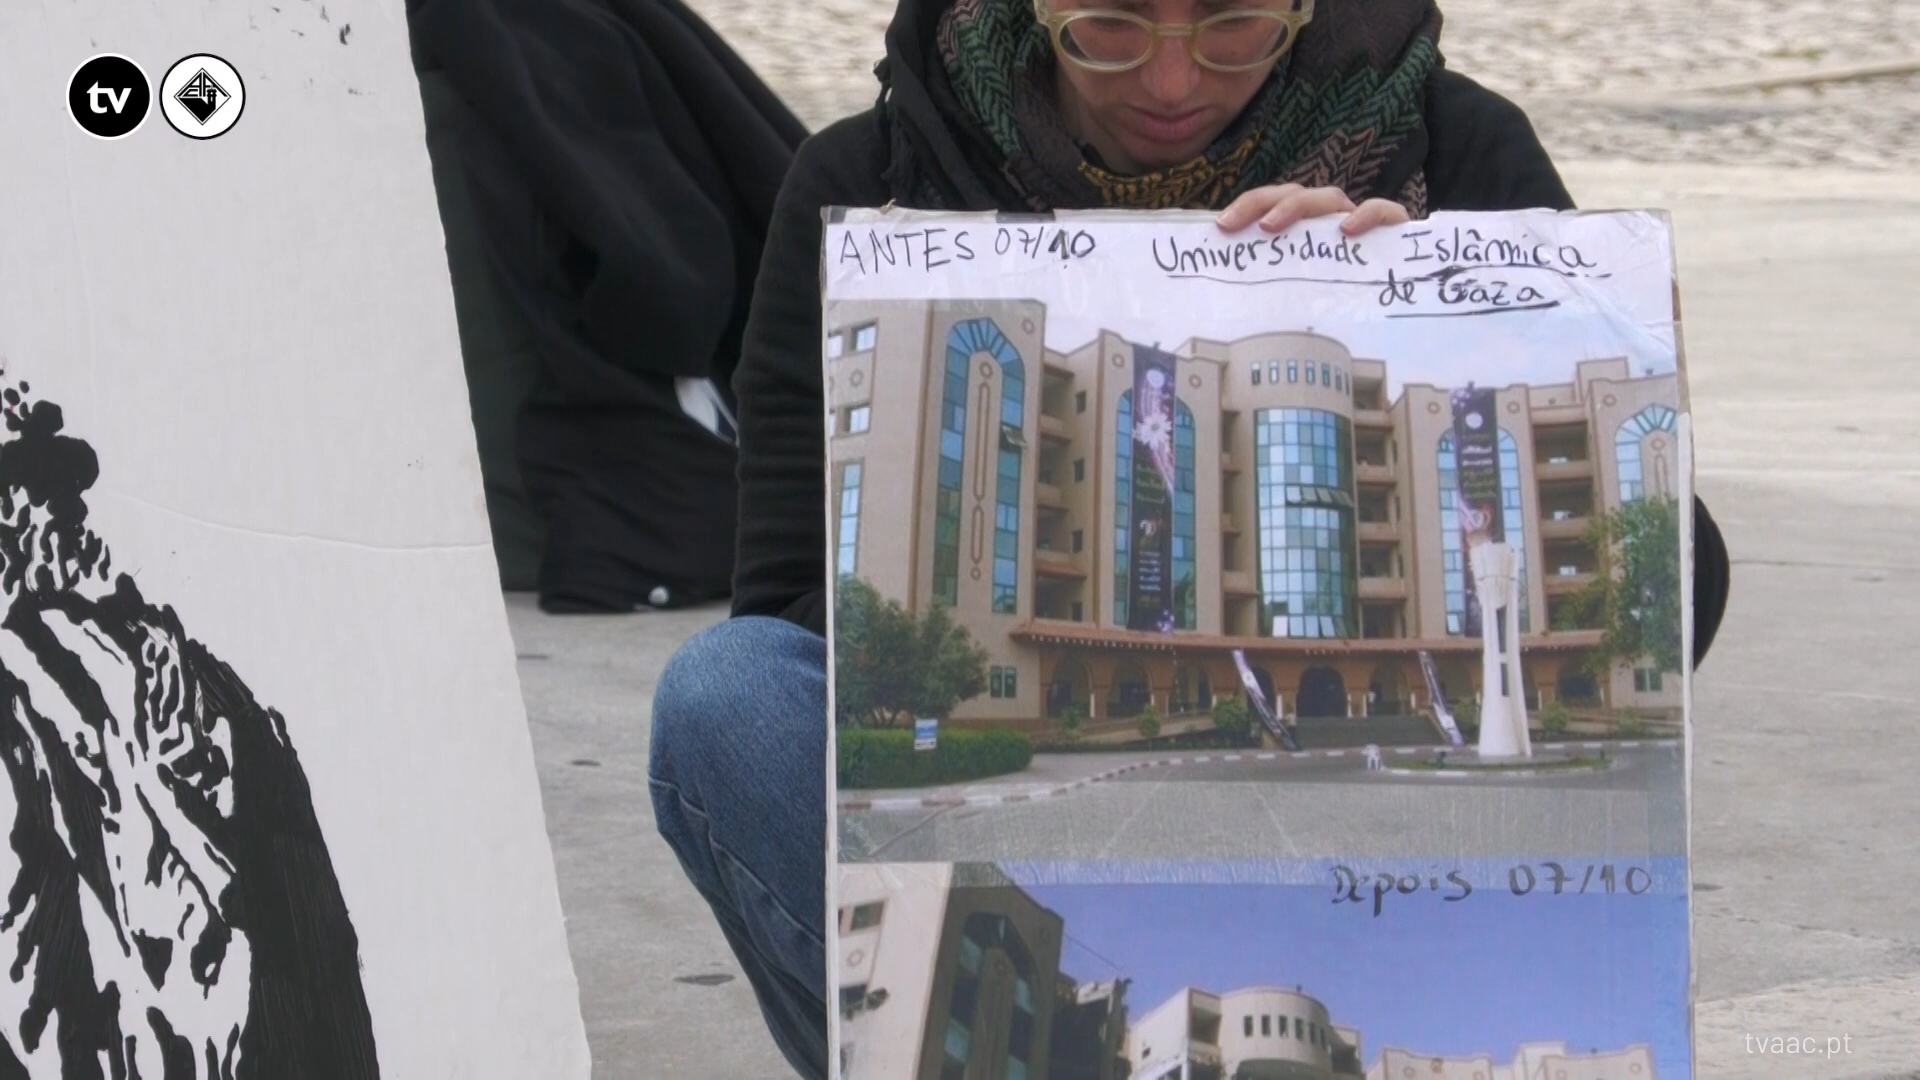 tv
ANTES 07/10 Universidade Islâmica
de Gaza
Depois 07/10
tvaac.pt